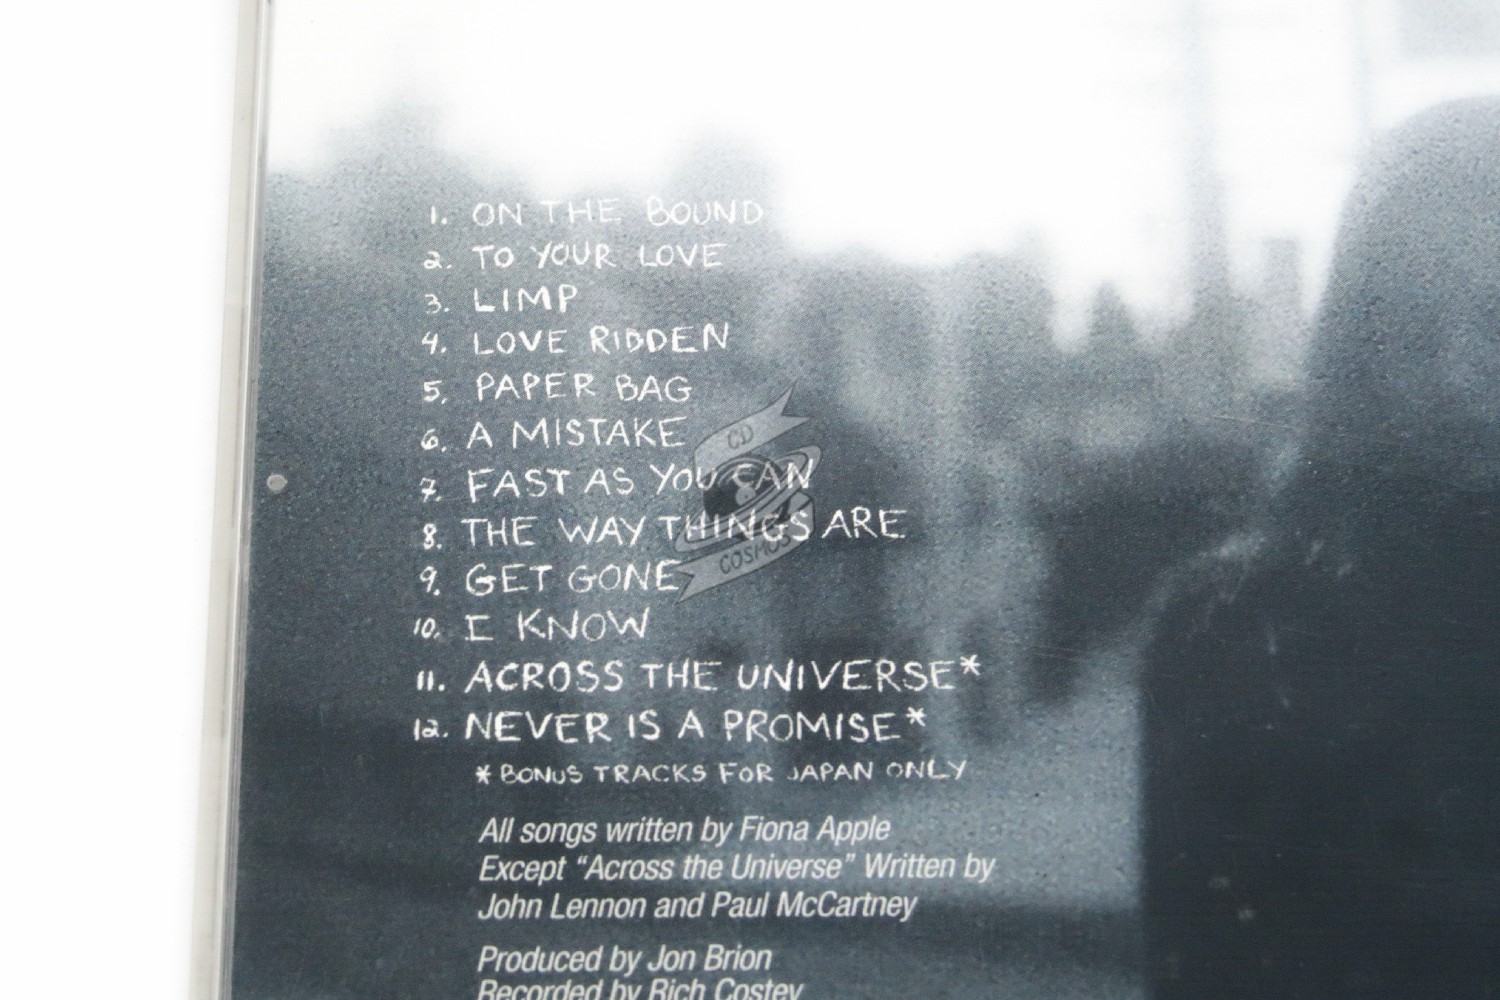 1. ON THE BOUND
2. TO YOUR LOVE
3. LIMP
4. LOVE RIDDEN
5. PAPER BAG
6. A MISTAKE
7. FAST AS YOU CAN
8. THE WAY THINGS ARE
9. GET GONE
10. I KNOW
11. ACROSS THE UNIVERSE*
12. NEVER IS A PROMISE*
* BONUS TRACKS FOR JAPAN ONLY
All songs written by Fiona Apple
Except “Across the Universe” Written by
John Lennon and Paul McCartney
Produced by Jon Brion
Recorded by Rich Costey
CD
COSMOS